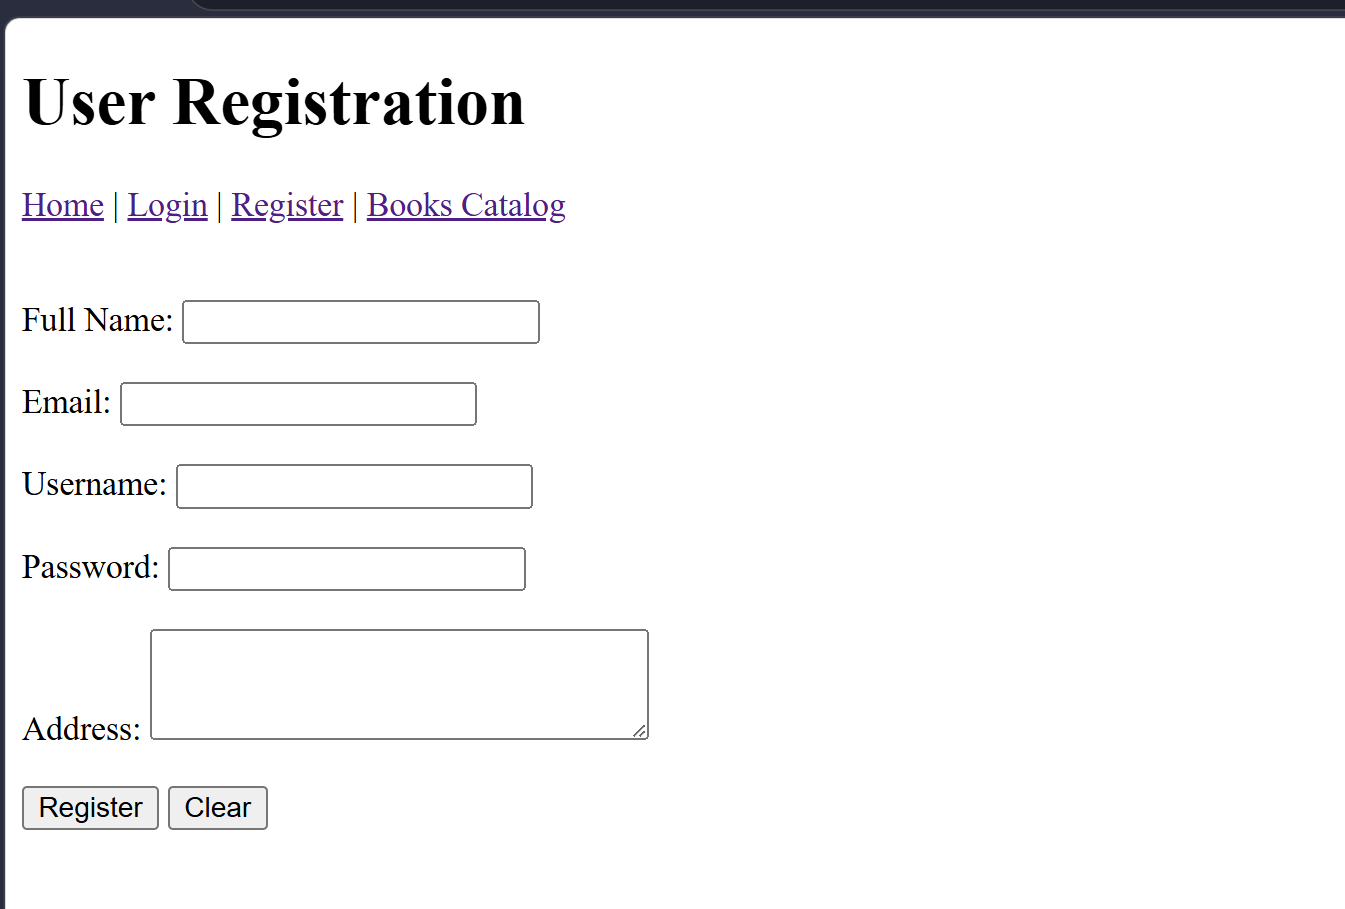 User Registration
Home | Login | Register | Books Catalog
Full Name:
Email:
Username:
Password:
Address:
Register Clear